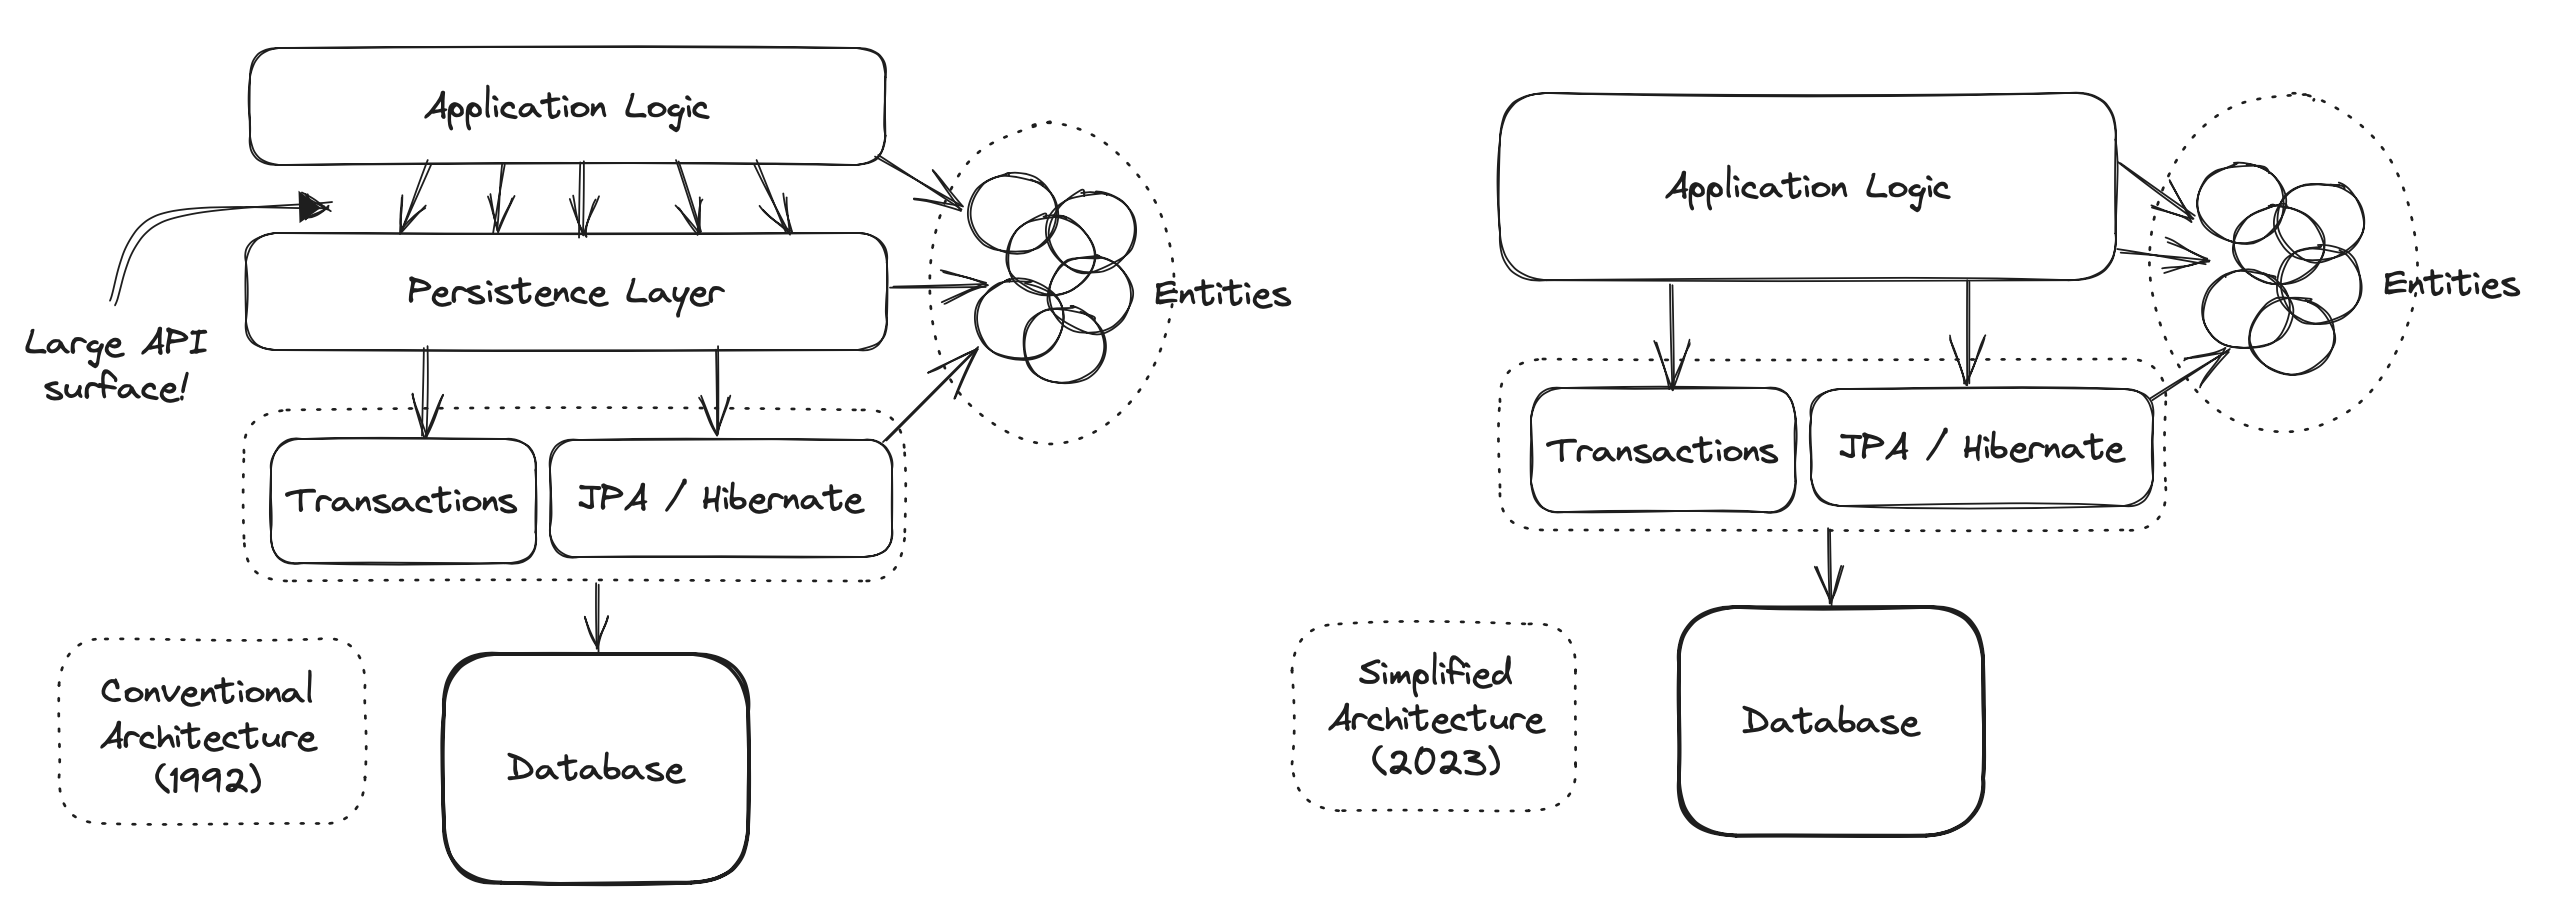 Application Logic
Persistence Layer
Large API
surface!
Entities
Transactions
JPA / Hibernate
Conventional
Architecture
(1992)
Database
Application Logic
Entities
Transactions
JPA / Hibernate
Simplified
Architecture
(2023)
Database